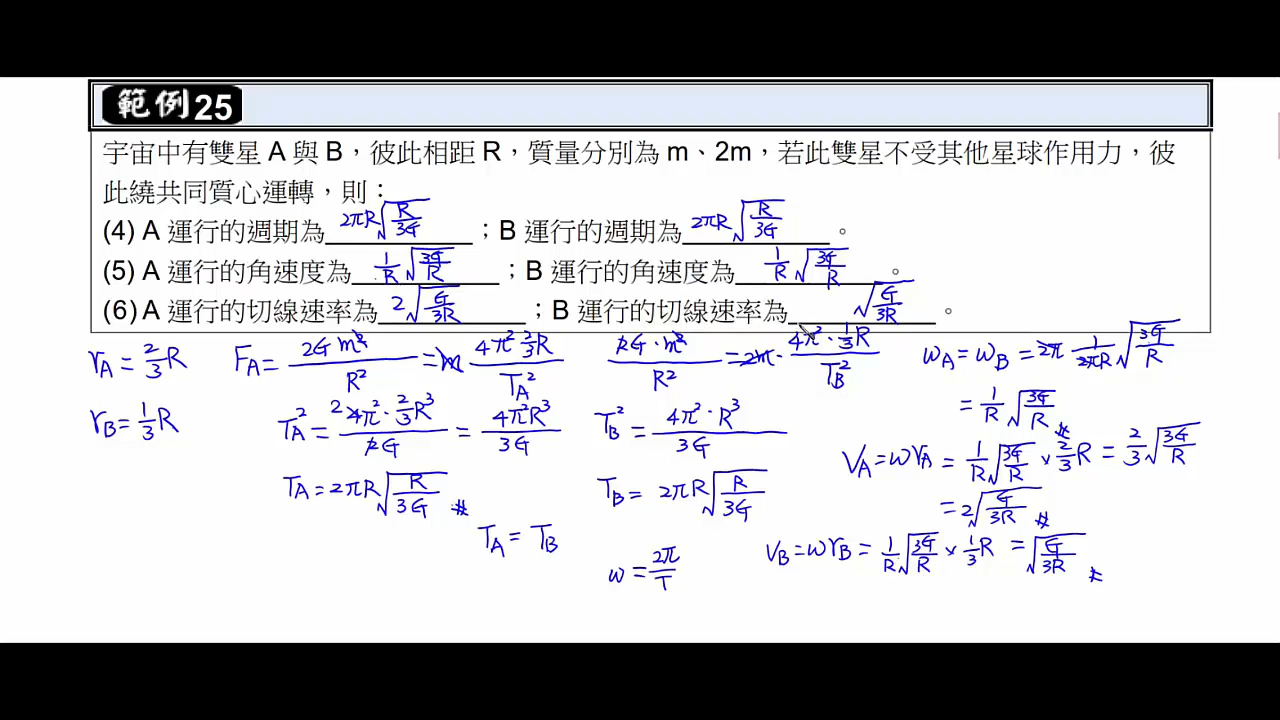 範例 25
宇宙中有雙星 A 與 B，彼此相距 R，質量分別為 m、2m，若此雙星不受其他星球作用力，彼
此繞共同質心運轉，則：
(4) A 運行的週期為 2πR√(R/3G)；B 運行的週期為 2πR√(R/3G)。
(5) A 運行的角速度為 1/R √(3G/R)；B 運行的角速度為 1/R √(3G/R)。
(6) A 運行的切線速率為 2√(G/3R)；B 運行的切線速率為 √(G/3R)。
r_A = 2/3 R
r_B = 1/3 R
F_A = 2G m²/R² = m 4π² 2/3 R/T_A²
T_A² = 4π² · 2/3 R³/2G = 4π²R³/3G
T_A = 2πR√(R/3G)
2G · m²/R² = 2m · 4π² · 1/3 R/T_B²
T_B² = 4π² · R³/3G
T_B = 2πR√(R/3G)
T_A = T_B
ω = 2π/T
ω_A = ω_B = 2π 1/2πR √(3G/R)
= 1/R √(3G/R)
V_A = ω r_A = 1/R √(3G/R) × 2/3 R = 2/3 √(3G/R)
= 2√(G/3R)
V_B = ω r_B = 1/R √(3G/R) × 1/3 R = √(G/3R)